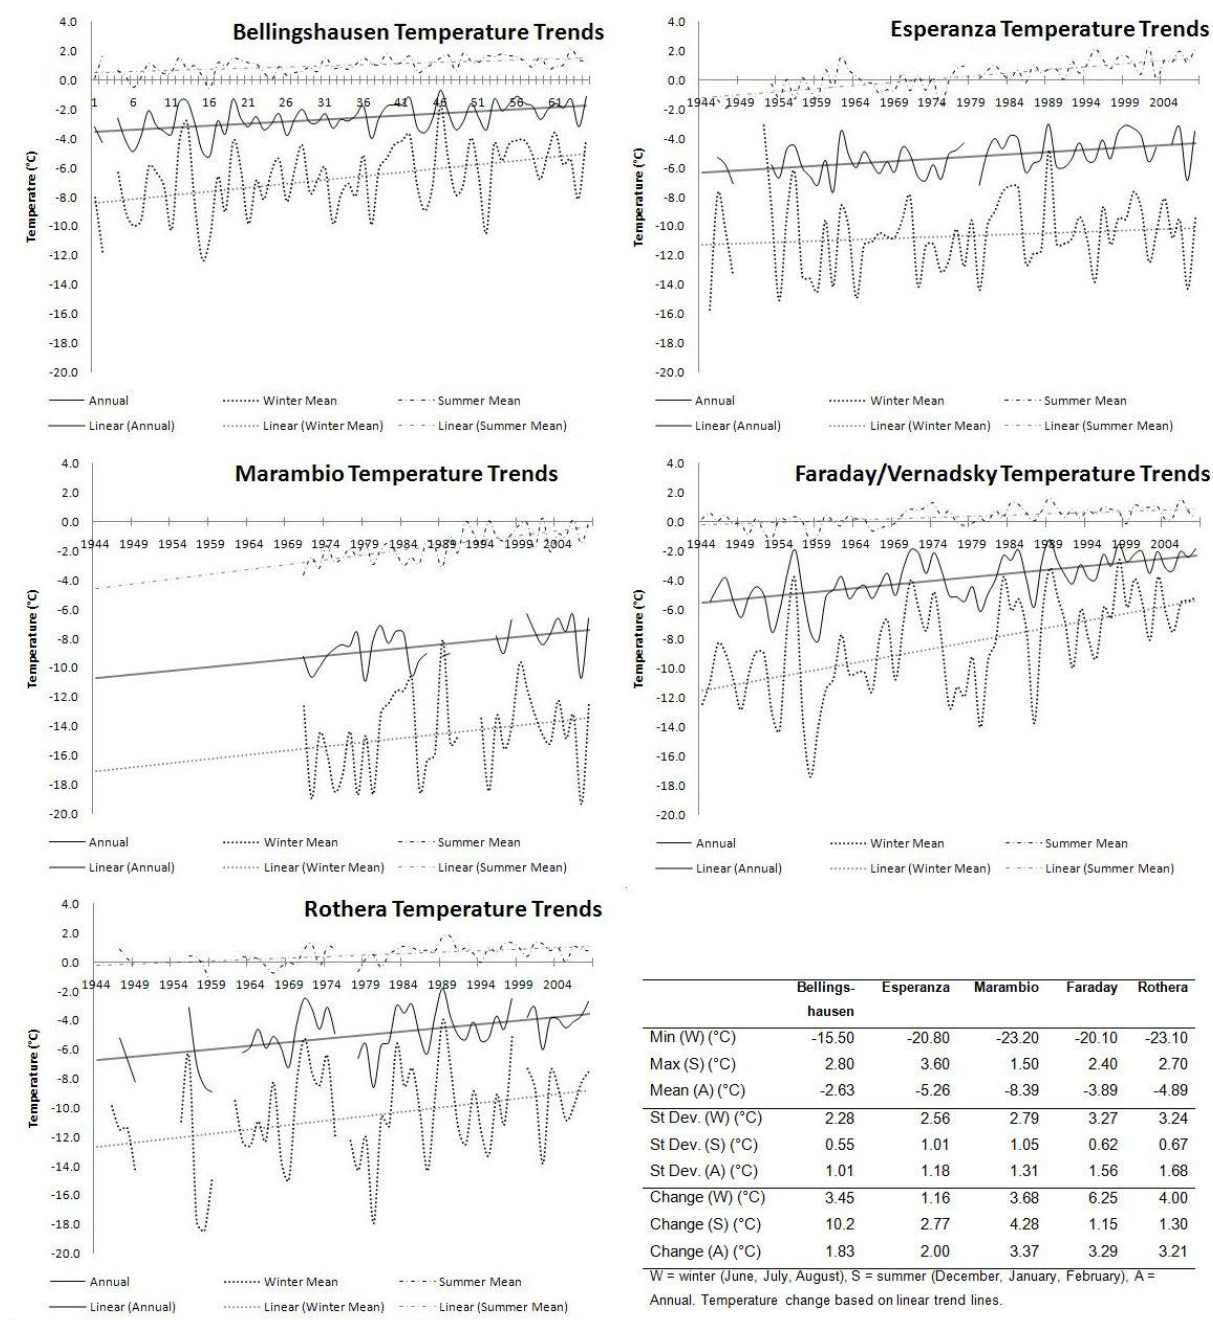 Bellingshausen Temperature Trends
4.0
2.0
0.0
-2.0
-4.0
-6.0
-8.0
-10.0
-12.0
-14.0
-16.0
-18.0
-20.0
Temperatre (°C)
1 6 11 16 21 26 31 36 41 46 51 56 61 66
Annual Winter Mean Summer Mean
Linear (Annual) Linear (Winter Mean) Linear (Summer Mean)
Esperanza Temperature Trends
4.0
2.0
0.0
-2.0
-4.0
-6.0
-8.0
-10.0
-12.0
-14.0
-16.0
-18.0
-20.0
Temperature (°C)
1944 1949 1954 1959 1964 1969 1974 1979 1984 1989 1994 1999 2004
Annual Winter Mean Summer Mean
Linear (Annual) Linear (Winter Mean) Linear (Summer Mean)
Marambio Temperature Trends
4.0
2.0
0.0
-2.0
-4.0
-6.0
-8.0
-10.0
-12.0
-14.0
-16.0
-18.0
-20.0
Temperature (°C)
1944 1949 1954 1959 1964 1969 1974 1979 1984 1989 1994 1999 2004
Annual Winter Mean Summer Mean
Linear (Annual) Linear (Winter Mean) Linear (Summer Mean)
Faraday/Vernadsky Temperature Trends
4.0
2.0
0.0
-2.0
-4.0
-6.0
-8.0
-10.0
-12.0
-14.0
-16.0
-18.0
-20.0
Temperature (°C)
1944 1949 1954 1959 1964 1969 1974 1979 1984 1989 1994 1999 2004
Annual Winter Mean Summer Mean
Linear (Annual) Linear (Winter Mean) Linear (Summer Mean)
Rothera Temperature Trends
4.0
2.0
0.0
-2.0
-4.0
-6.0
-8.0
-10.0
-12.0
-14.0
-16.0
-18.0
-20.0
Temperature (°C)
1944 1949 1954 1959 1964 1969 1974 1979 1984 1989 1994 1999 2004
Annual Winter Mean Summer Mean
Linear (Annual) Linear (Winter Mean) Linear (Summer Mean)
Bellings- Esperanza Marambio Faraday Rothera
hausen
Min (W) (°C) -15.50 -20.80 -23.20 -20.10 -23.10
Max (S) (°C) 2.80 3.60 1.50 2.40 2.70
Mean (A) (°C) -2.63 -5.26 -8.39 -3.89 -4.89
St Dev. (W) (°C) 2.28 2.56 2.79 3.27 3.24
St Dev. (S) (°C) 0.55 1.01 1.05 0.62 0.67
St Dev. (A) (°C) 1.01 1.18 1.31 1.56 1.68
Change (W) (°C) 3.45 1.16 3.68 6.25 4.00
Change (S) (°C) 10.2 2.77 4.28 1.15 1.30
Change (A) (°C) 1.83 2.00 3.37 3.29 3.21
W = winter (June, July, August), S = summer (December, January, February), A =
Annual. Temperature change based on linear trend lines.